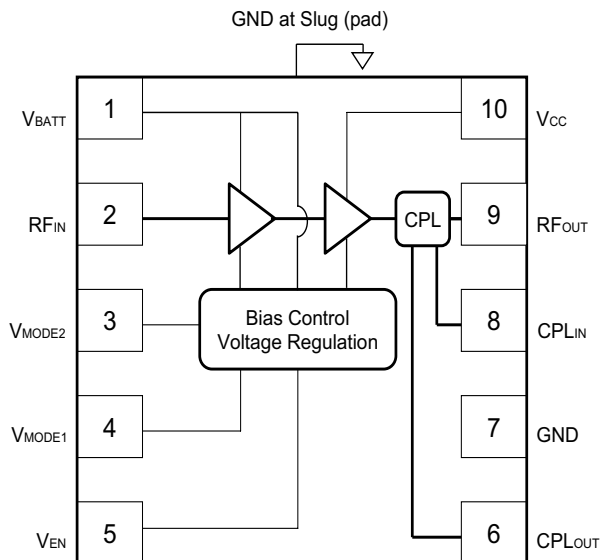 GND at Slug (pad)
VBATT 1 10 VCC
RFIN 2 CPL 9 RFOUT
VMODE2 3 Bias Control 8 CPLIN
Voltage Regulation
VMODE1 4 7 GND
VEN 5 6 CPLOUT